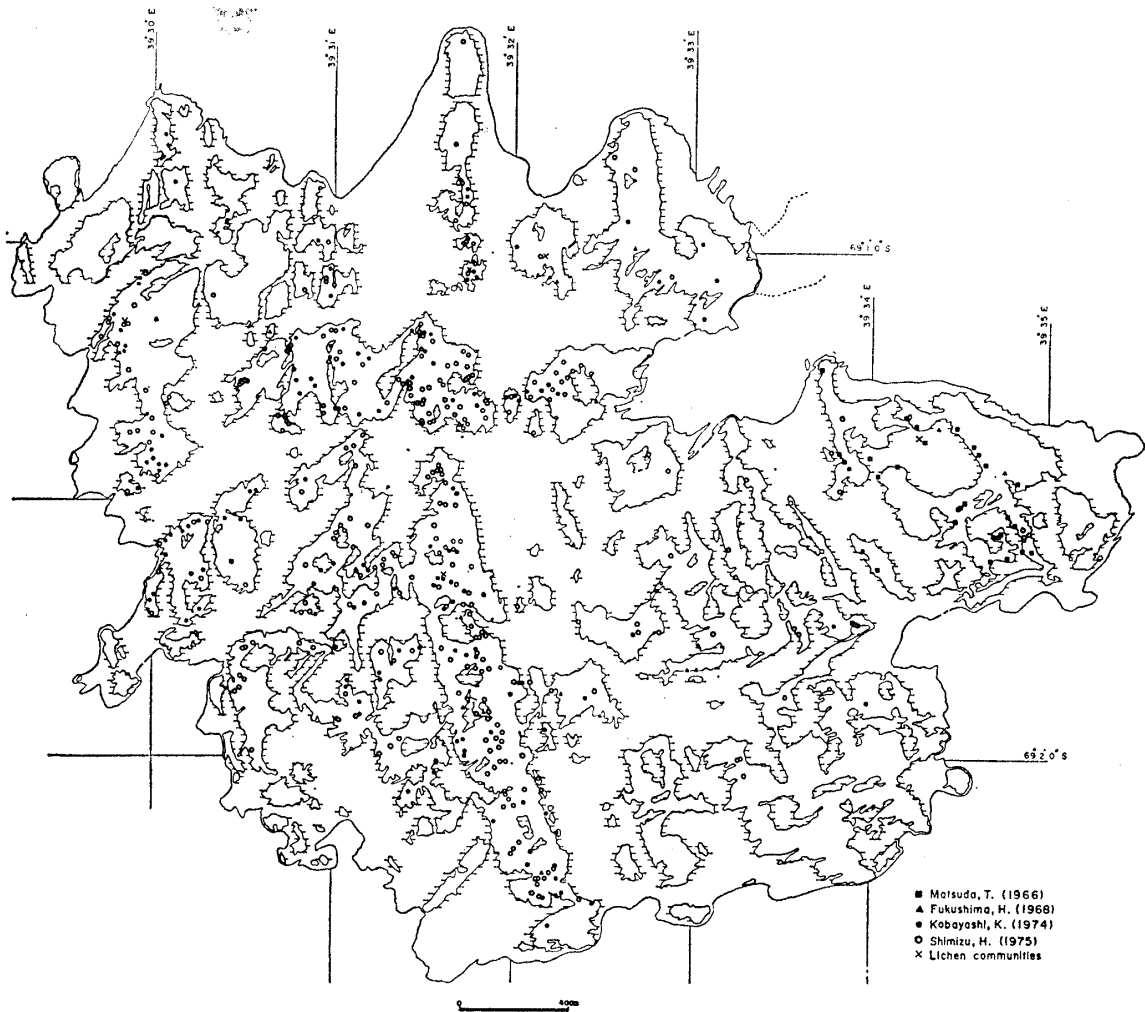 39° 30' E
39° 31' E
39° 32' E
39° 33' E
69° 1' 0" S
39° 34' E
39° 35' E
69° 2' 0" S
■ Matsuda, T. (1966)
▲ Fukushima, H. (1968)
● Kobayashi, K. (1974)
○ Shimizu, H. (1975)
× Lichen communities
0 400m